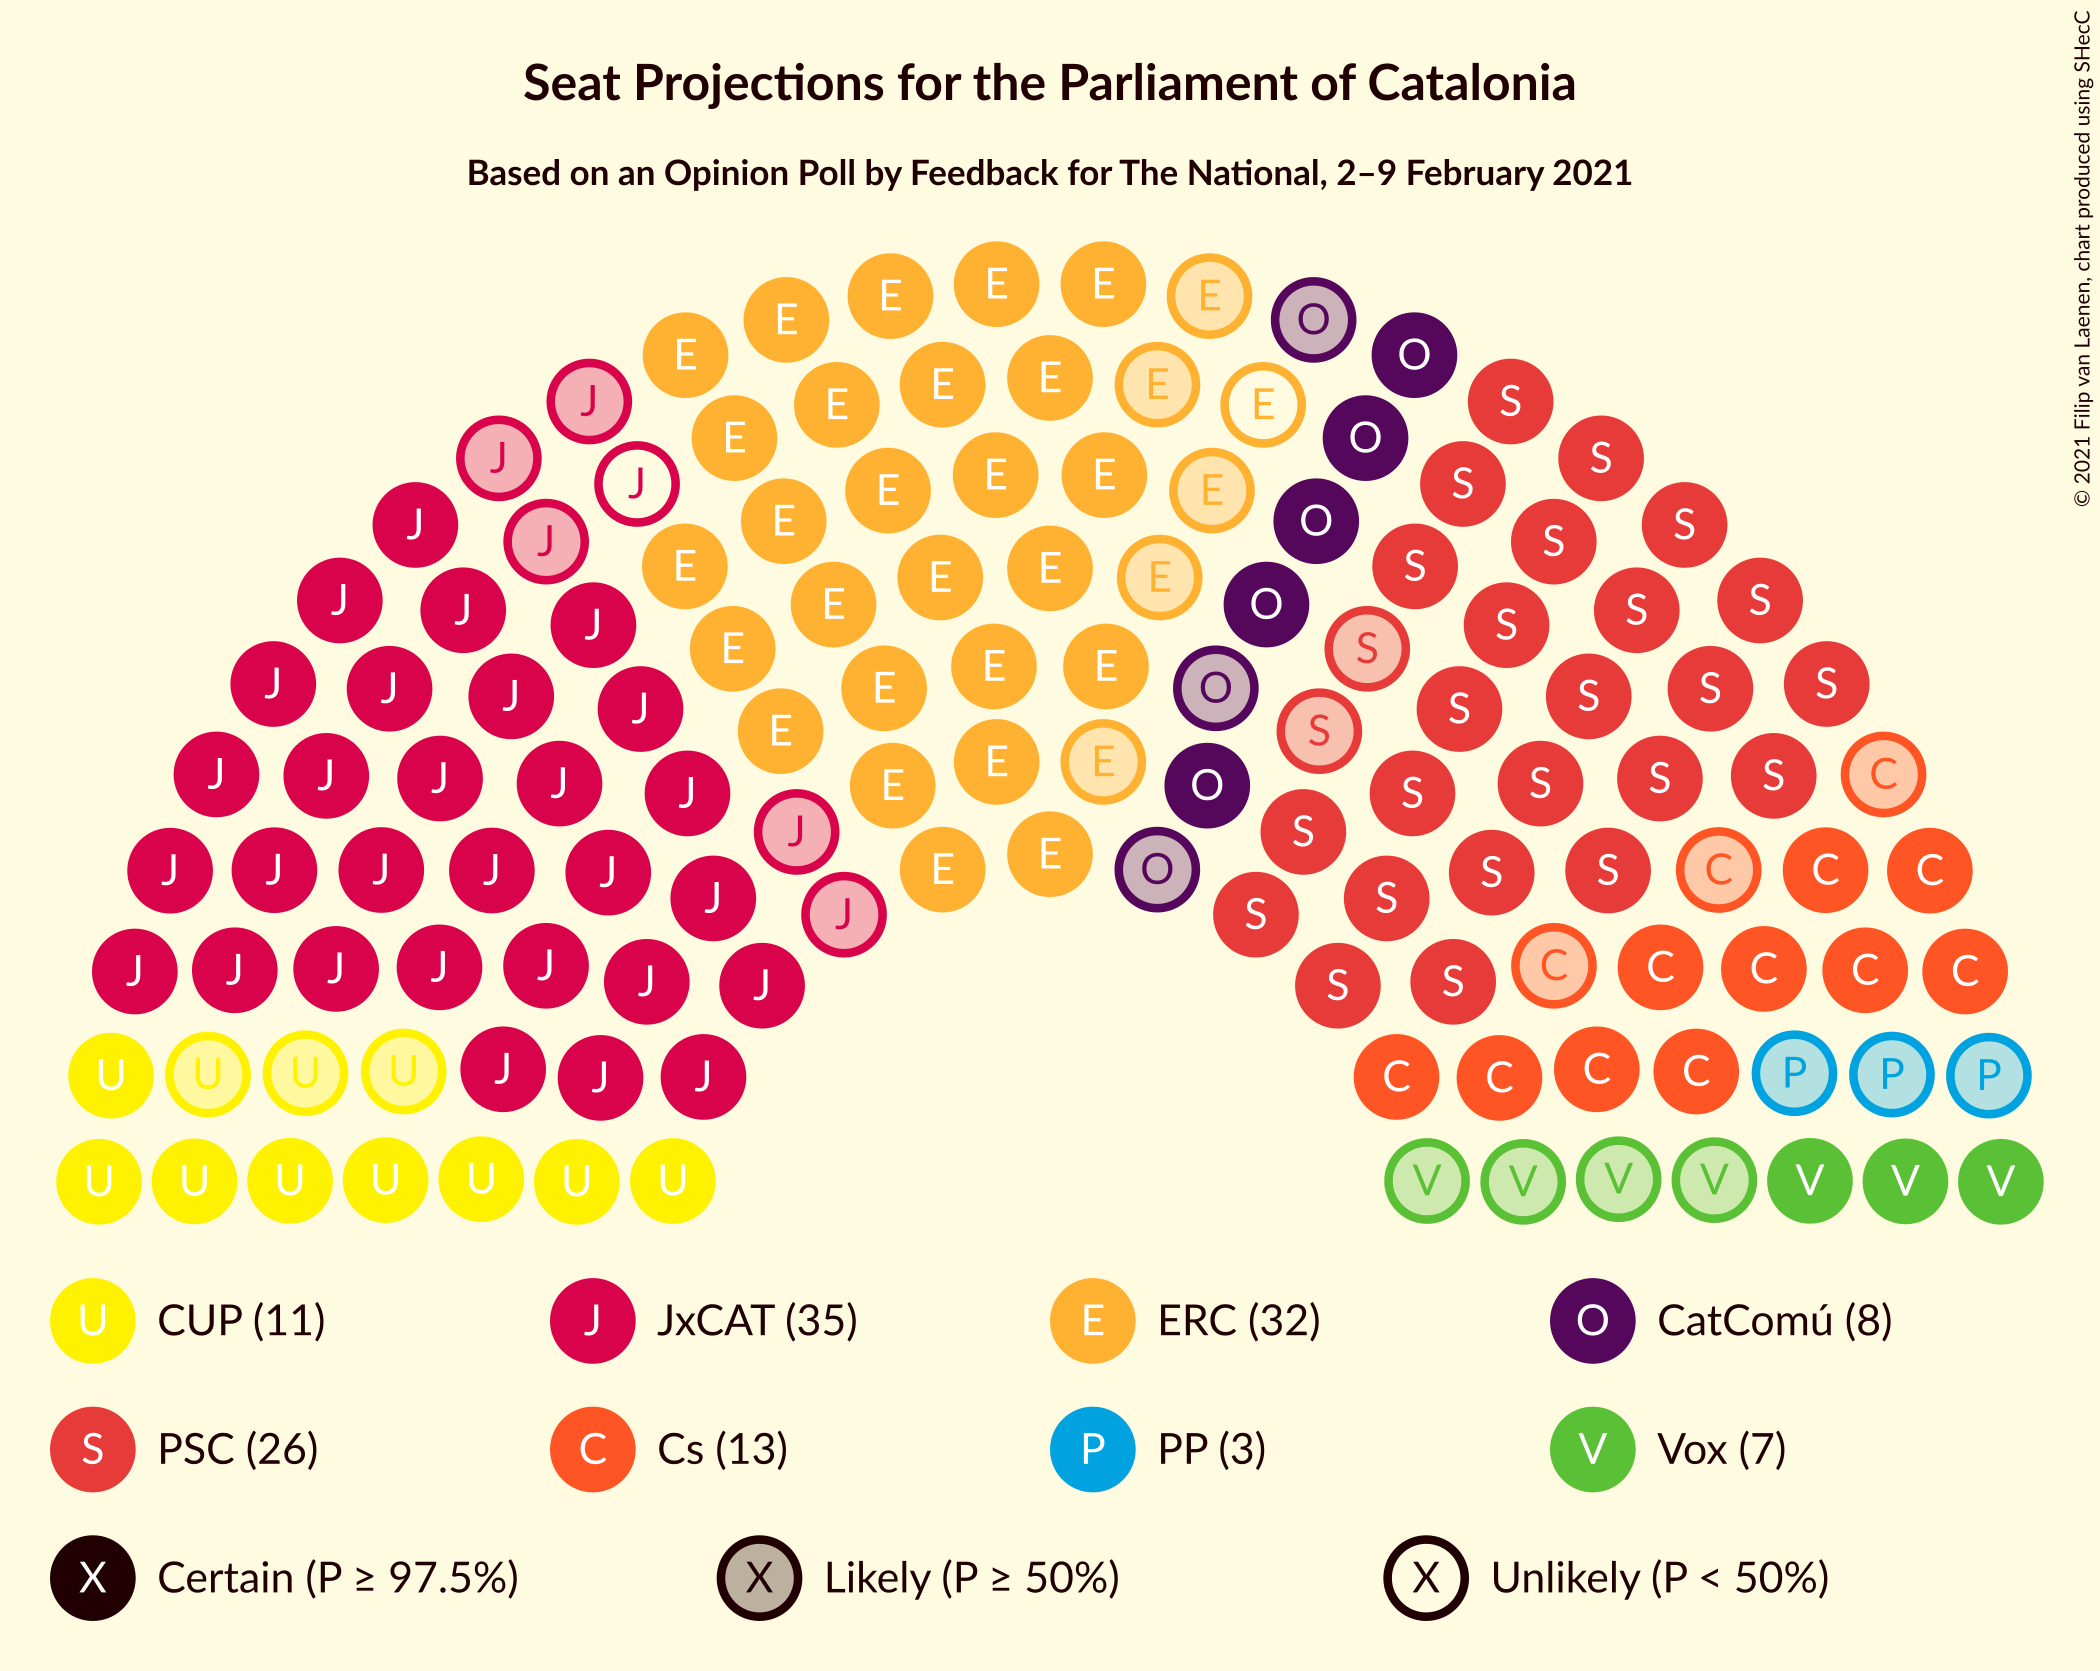 Seat Projections for the Parliament of Catalonia
Based on an Opinion Poll by Feedback for The National, 2–9 February 2021
© 2021 Filip van Laenen, chart produced using SHecC
E E E E E E O O
J E E E E E E O S
J J E E E E E E O S S
J J E E E E E O S S S
J J J E E E E O S S S S
J J J J E E E E O S S S S S
J J J J J J E E E O S S S S S C
J J J J J J J E E O S S S S C C C
J J J J J J J S S C C C C C
U U U U J J J C C C C P P P
U U U U U U U V V V V V V V
U CUP (11)
J JxCAT (35)
E ERC (32)
O CatComú (8)
S PSC (26)
C Cs (13)
P PP (3)
V Vox (7)
X Certain (P ≥ 97.5%)
X Likely (P ≥ 50%)
X Unlikely (P < 50%)